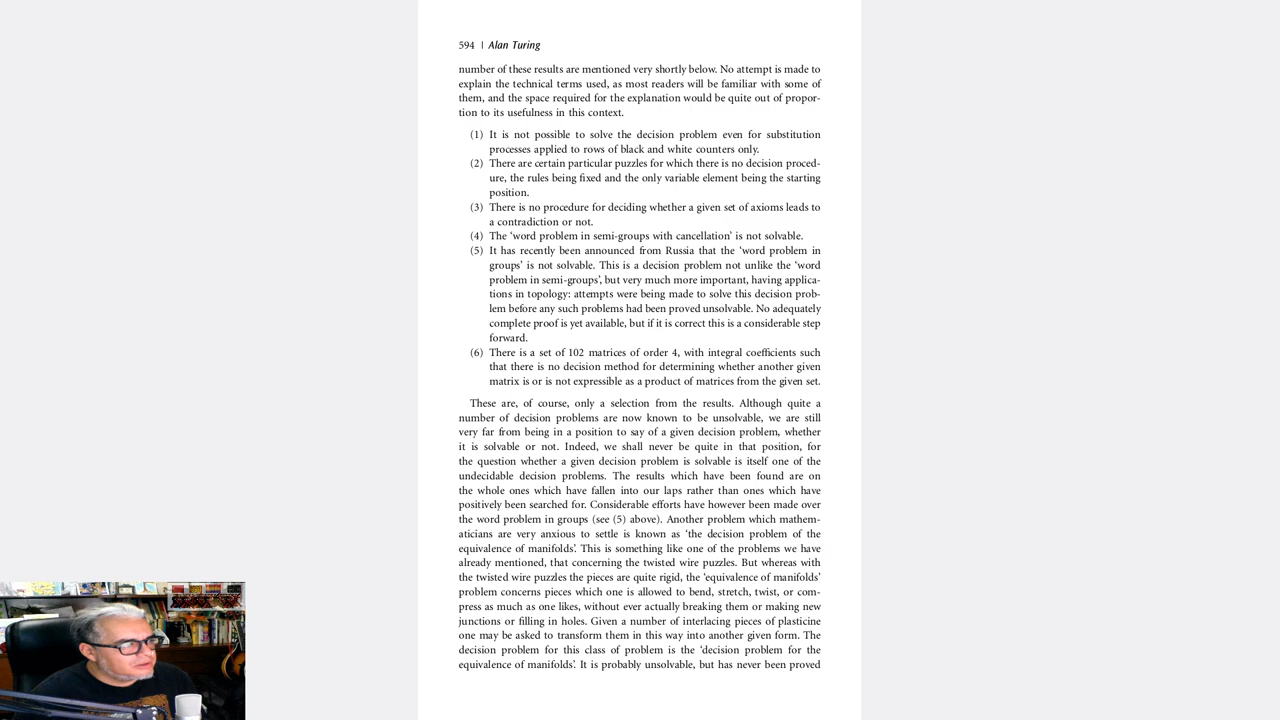 594 | Alan Turing
number of these results are mentioned very shortly below. No attempt is made to
explain the technical terms used, as most readers will be familiar with some of
them, and the space required for the explanation would be quite out of propor-
tion to its usefulness in this context.
(1) It is not possible to solve the decision problem even for substitution
processes applied to rows of black and white counters only.
(2) There are certain particular puzzles for which there is no decision proced-
ure, the rules being fixed and the only variable element being the starting
position.
(3) There is no procedure for deciding whether a given set of axioms leads to
a contradiction or not.
(4) The ‘word problem in semi-groups with cancellation’ is not solvable.
(5) It has recently been announced from Russia that the ‘word problem in
groups’ is not solvable. This is a decision problem not unlike the ‘word
problem in semi-groups’, but very much more important, having applica-
tions in topology: attempts were being made to solve this decision prob-
lem before any such problems had been proved unsolvable. No adequately
complete proof is yet available, but if it is correct this is a considerable step
forward.
(6) There is a set of 102 matrices of order 4, with integral coefficients such
that there is no decision method for determining whether another given
matrix is or is not expressible as a product of matrices from the given set.
These are, of course, only a selection from the results. Although quite a
number of decision problems are now known to be unsolvable, we are still
very far from being in a position to say of a given decision problem, whether
it is solvable or not. Indeed, we shall never be quite in that position, for
the question whether a given decision problem is solvable is itself one of the
undecidable decision problems. The results which have been found are on
the whole ones which have fallen into our laps rather than ones which have
positively been searched for. Considerable efforts have however been made over
the word problem in groups (see (5) above). Another problem which mathem-
aticians are very anxious to settle is known as ‘the decision problem of the
equivalence of manifolds’. This is something like one of the problems we have
already mentioned, that concerning the twisted wire puzzles. But whereas with
the twisted wire puzzles the pieces are quite rigid, the ‘equivalence of manifolds’
problem concerns pieces which one is allowed to bend, stretch, twist, or com-
press as much as one likes, without ever actually breaking them or making new
junctions or filling in holes. Given a number of interlacing pieces of plasticine
one may be asked to transform them in this way into another given form. The
decision problem for this class of problem is the ‘decision problem for the
equivalence of manifolds’. It is probably unsolvable, but has never been proved